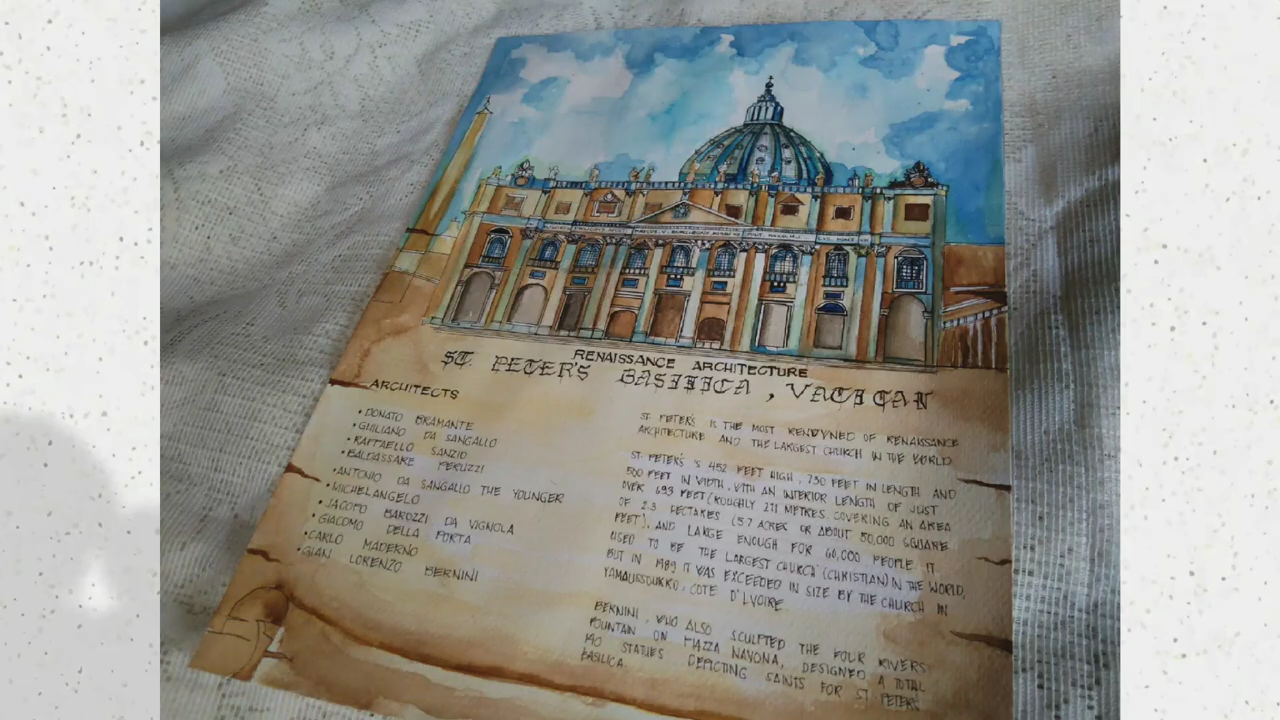 RENAISSANCE ARCHITECTURE
ST. PETER'S BASILICA, VATICAN
ARCHITECTS
• DONATO BRAMANTE
• GIULIANO DA SANGALLO
• RAFFAELLO SANZIO
• BALDASSARE PERUZZI
• ANTONIO DA SANGALLO THE YOUNGER
• MICHELANGELO
• JACOPO BAROZZI DA VIGNOLA
• GIACOMO DELLA PORTA
• CARLO MADERNO
• GIAN LORENZO BERNINI
ST. PETER'S IS THE MOST RENOWNED OF RENAISSANCE
ARCHITECTURE AND THE LARGEST CHURCH IN THE WORLD
ST. PETER'S 'S 452 FEET HIGH, 730 FEET IN LENGTH AND
500 FEET IN WIDTH. WITH AN INTERIOR LENGTH OF JUST
OVER 693 FEET (ROUGHLY 211 METRES. COVERING AN AREA
OF 2.3 HECTARES (5.7 ACRES OR ABOUT 50,000 SQUARE
FEET), AND LARGE ENOUGH FOR 60,000 PEOPLE. IT
USED TO BE THE LARGEST CHURCH (CHRISTIAN) IN THE WORLD,
BUT IN 1989 IT WAS EXCEEDED IN SIZE BY THE CHURCH IN
YAMOURSOUKRO, COTE D'LVOIRE
BERNINI, WHO ALSO SCULPTED THE FOUR RIVERS
FOUNTAIN ON PIAZZA NAVONA, DESIGNED A TOTAL
140 STATUES DEPICTING SAINTS FOR ST PETER'S
BASILICA.